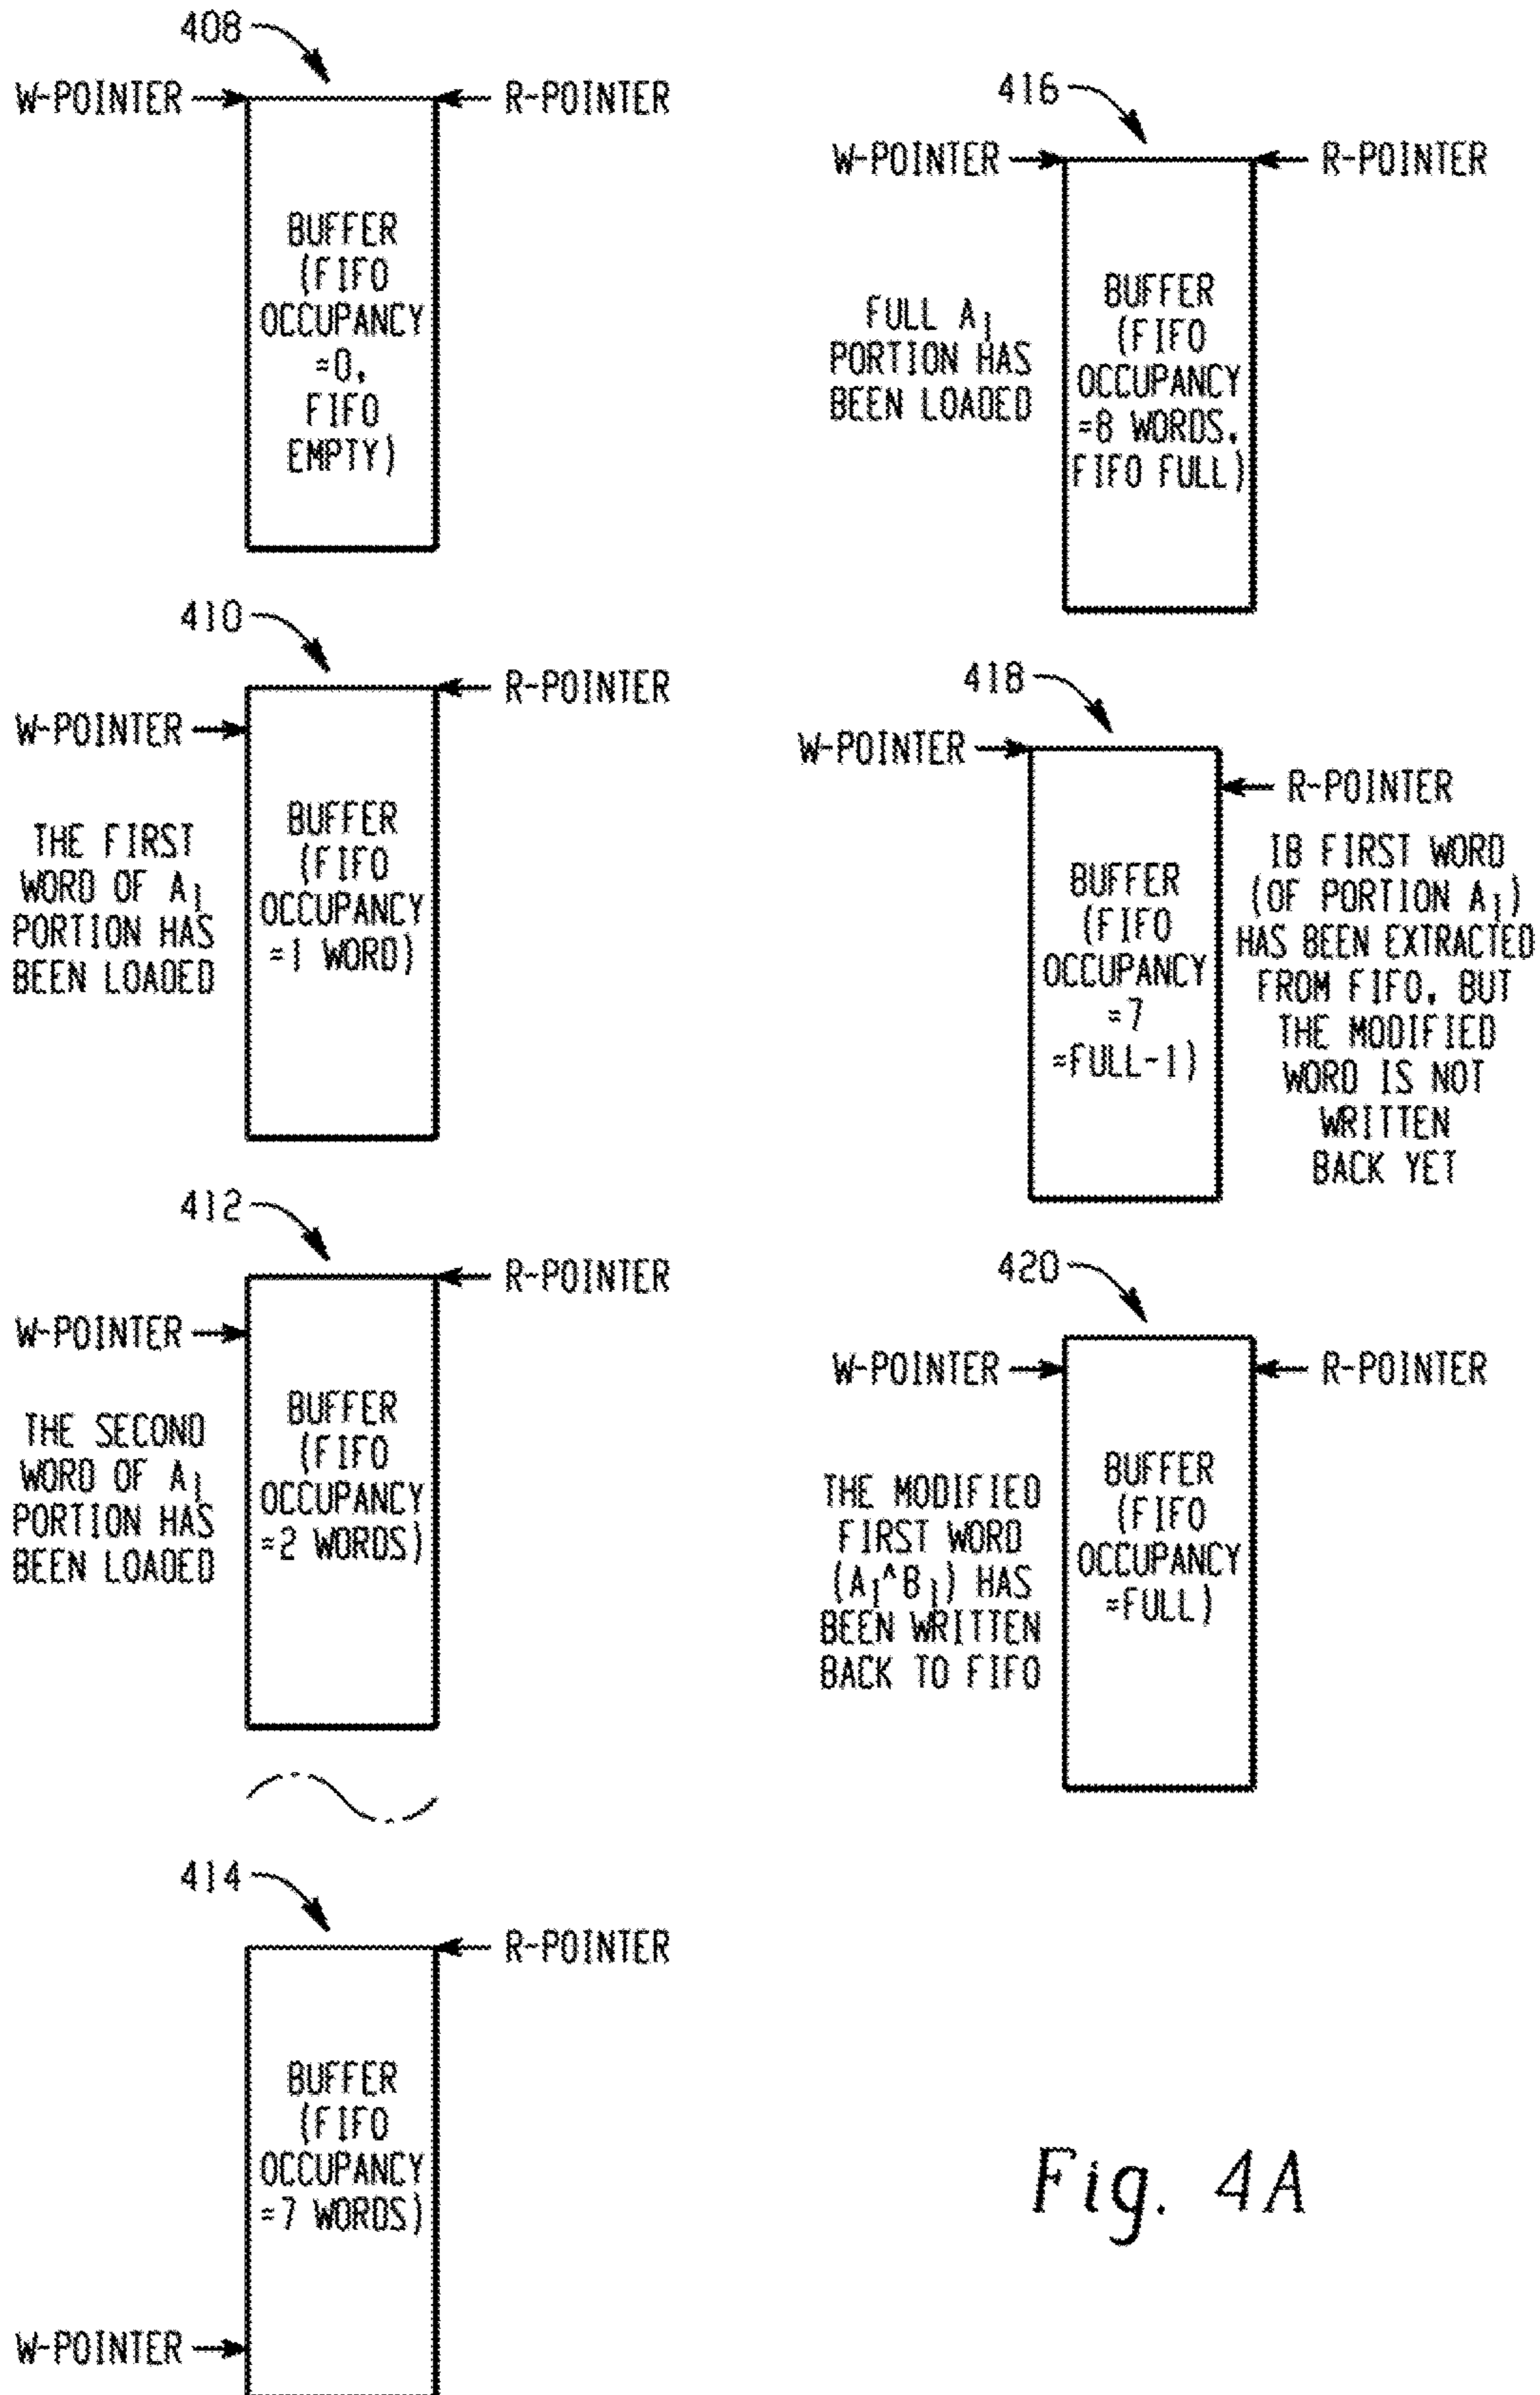 408
W-POINTER
R-POINTER
BUFFER
(FIFO
OCCUPANCY
=0,
FIFO
EMPTY)
410
R-POINTER
W-POINTER
THE FIRST
WORD OF A1
PORTION HAS
BEEN LOADED
BUFFER
(FIFO
OCCUPANCY
=1 WORD)
412
R-POINTER
W-POINTER
THE SECOND
WORD OF A1
PORTION HAS
BEEN LOADED
BUFFER
(FIFO
OCCUPANCY
=2 WORDS)
414
R-POINTER
BUFFER
(FIFO
OCCUPANCY
=7 WORDS)
W-POINTER
416
W-POINTER
R-POINTER
FULL A1
PORTION HAS
BEEN LOADED
BUFFER
(FIFO
OCCUPANCY
=8 WORDS,
FIFO FULL)
418
W-POINTER
R-POINTER
BUFFER
(FIFO
OCCUPANCY
=7
=FULL-1)
IB FIRST WORD
(OF PORTION A1)
HAS BEEN EXTRACTED
FROM FIFO, BUT
THE MODIFIED
WORD IS NOT
WRITTEN
BACK YET
420
W-POINTER
R-POINTER
THE MODIFIED
FIRST WORD
(A1^B1) HAS
BEEN WRITTEN
BACK TO FIFO
BUFFER
(FIFO
OCCUPANCY
=FULL)
Fig. 4A